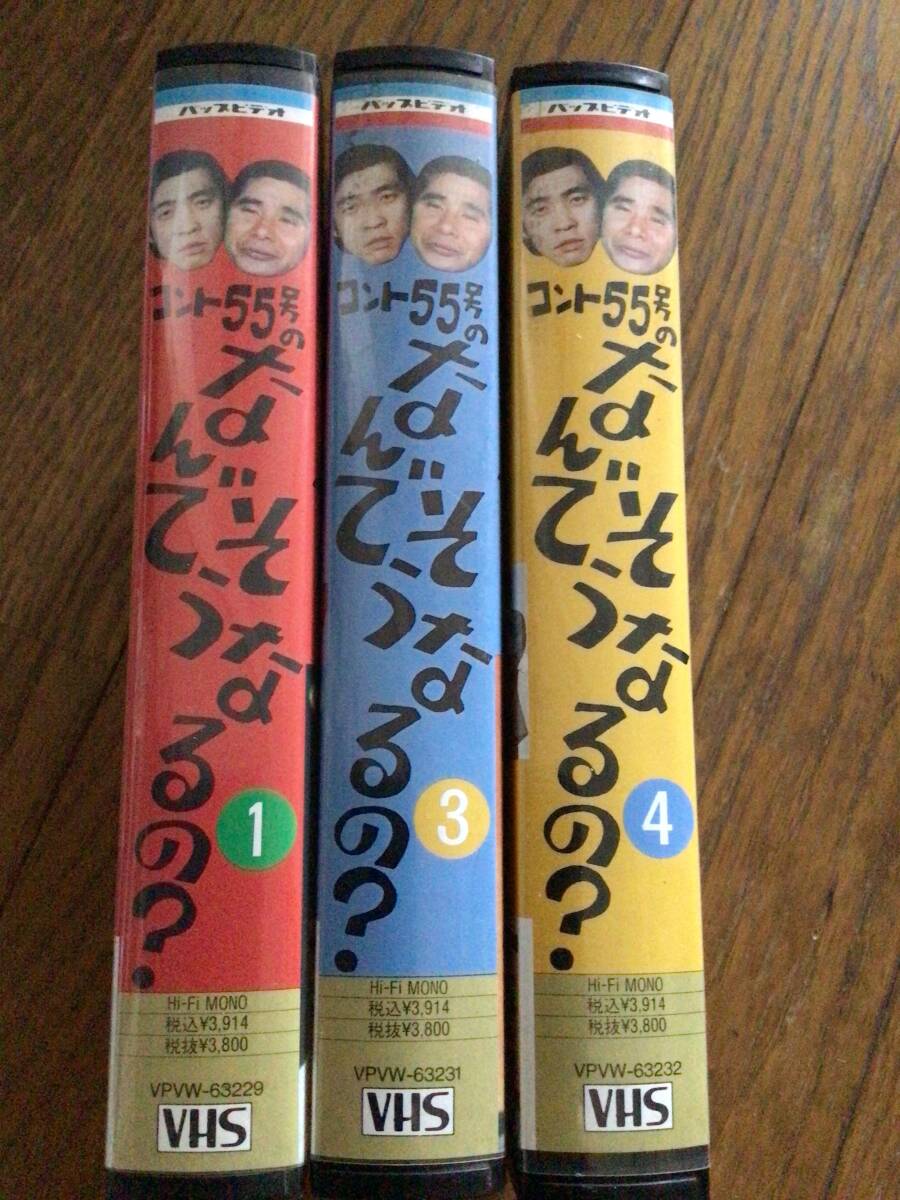 バップビデオ
コント55号の
なんでそうなるの?
1
Hi-Fi MONO
税込¥3,914
税抜¥3,800
VPVW-63229
VHS
バップビデオ
コント55号の
なんでそうなるの?
3
Hi-Fi MONO
税込¥3,914
税抜¥3,800
VPVW-63231
VHS
バップビデオ
コント55号の
なんでそうなるの?
4
Hi-Fi MONO
税込¥3,914
税抜¥3,800
VPVW-63232
VHS